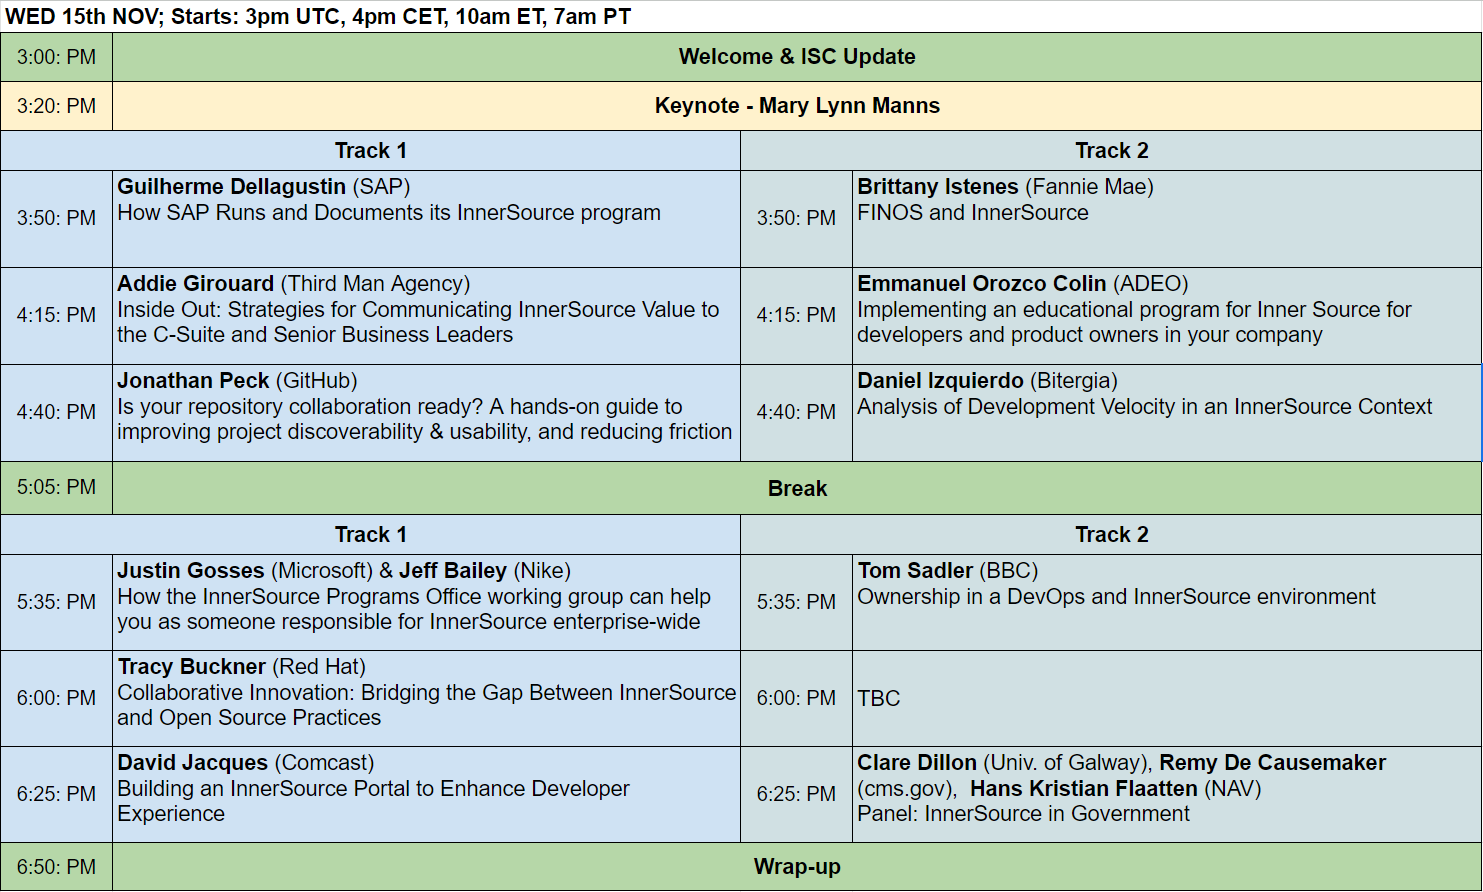 WED 15th NOV; Starts: 3pm UTC, 4pm CET, 10am ET, 7am PT
3:00: PM
Welcome & ISC Update
3:20: PM
Keynote - Mary Lynn Manns
Track 1
Track 2
3:50: PM
Guilherme Dellagustin (SAP)
How SAP Runs and Documents its InnerSource program
3:50: PM
Brittany Istenes (Fannie Mae)
FINOS and InnerSource
4:15: PM
Addie Girouard (Third Man Agency)
Inside Out: Strategies for Communicating InnerSource Value to
the C-Suite and Senior Business Leaders
4:15: PM
Emmanuel Orozco Colin (ADEO)
Implementing an educational program for Inner Source for
developers and product owners in your company
4:40: PM
Jonathan Peck (GitHub)
Is your repository collaboration ready? A hands-on guide to
improving project discoverability & usability, and reducing friction
4:40: PM
Daniel Izquierdo (Bitergia)
Analysis of Development Velocity in an InnerSource Context
5:05: PM
Break
Track 1
Track 2
5:35: PM
Justin Gosses (Microsoft) & Jeff Bailey (Nike)
How the InnerSource Programs Office working group can help
you as someone responsible for InnerSource enterprise-wide
5:35: PM
Tom Sadler (BBC)
Ownership in a DevOps and InnerSource environment
6:00: PM
Tracy Buckner (Red Hat)
Collaborative Innovation: Bridging the Gap Between InnerSource
and Open Source Practices
6:00: PM
TBC
6:25: PM
David Jacques (Comcast)
Building an InnerSource Portal to Enhance Developer
Experience
6:25: PM
Clare Dillon (Univ. of Galway), Remy De Causemaker
(cms.gov), Hans Kristian Flaatten (NAV)
Panel: InnerSource in Government
6:50: PM
Wrap-up